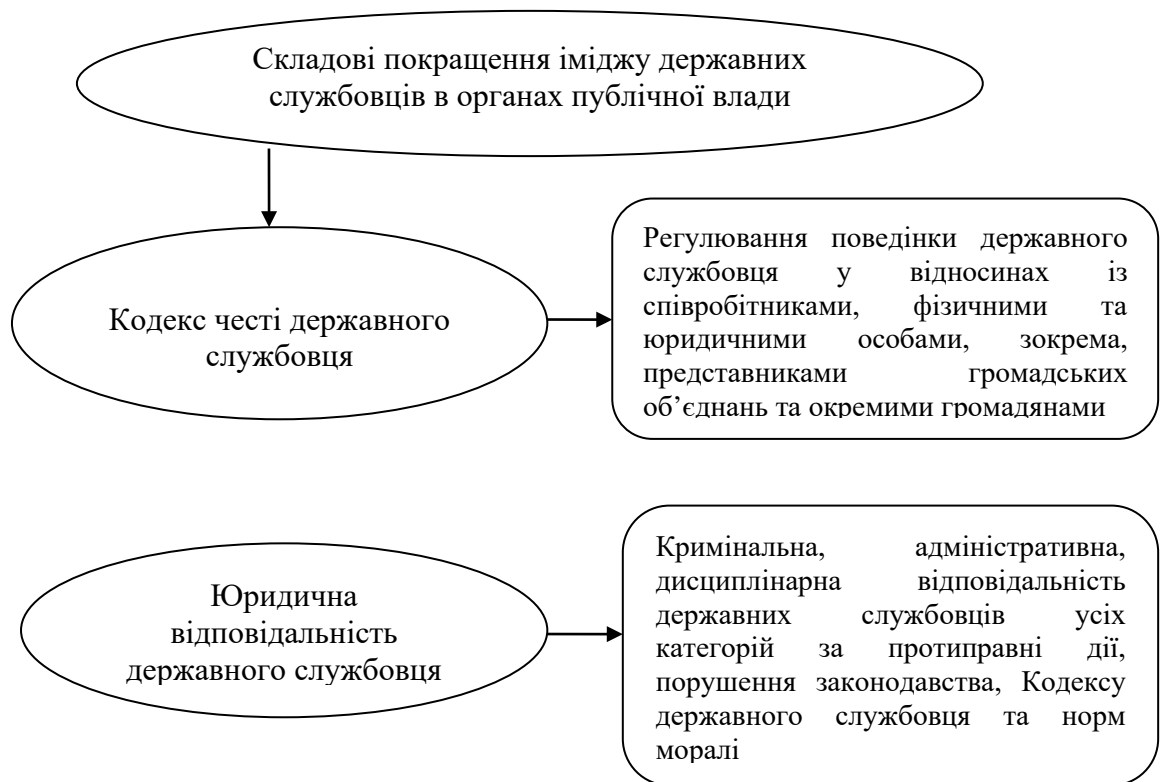 Складові покращення іміджу державних
службовців в органах публічної влади
Кодекс честі державного
службовця
Регулювання поведінки державного
службовця у відносинах із
співробітниками, фізичними та
юридичними особами, зокрема,
представниками громадських
об’єднань та окремими громадянами
Юридична
відповідальність
державного службовця
Кримінальна, адміністративна,
дисциплінарна відповідальність
державних службовців усіх
категорій за протиправні дії,
порушення законодавства, Кодексу
державного службовця та норм
моралі